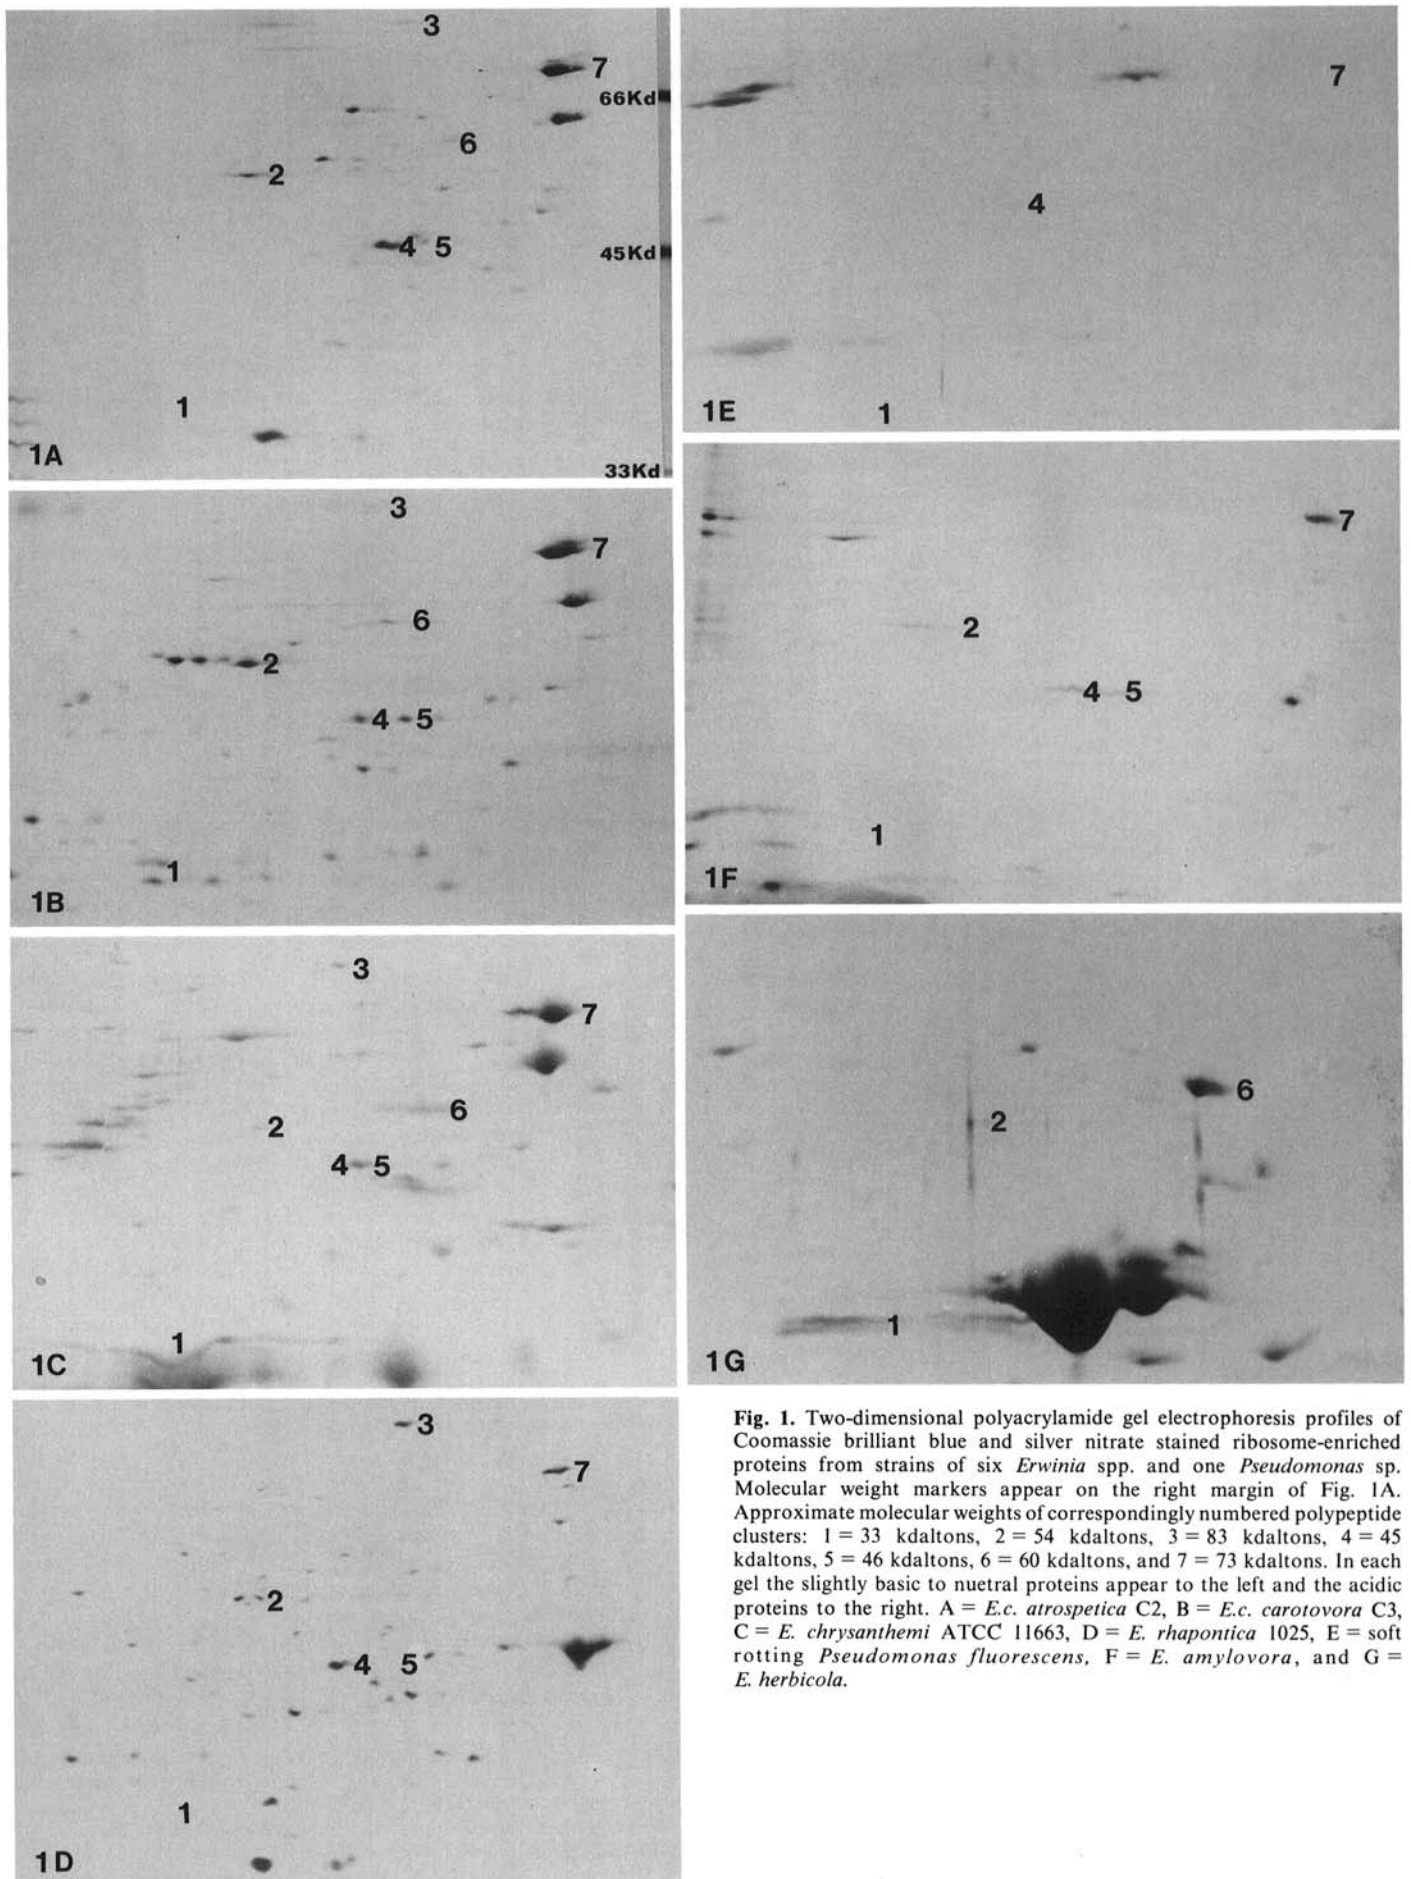 3
7
66Kd
6
2
4 5
45Kd
1
1A
33Kd
3
7
6
2
4 5
1
1B
3
7
6
2
4 5
1
1C
3
7
2
4 5
1
1D
7
4
1E 1
7
2
4 5
1
1F
6
2
1
1G
Fig. 1. Two-dimensional polyacrylamide gel electrophoresis profiles of
Coomassie brilliant blue and silver nitrate stained ribosome-enriched
proteins from strains of six Erwinia spp. and one Pseudomonas sp.
Molecular weight markers appear on the right margin of Fig. 1A.
Approximate molecular weights of correspondingly numbered polypeptide
clusters: 1 = 33 kdaltons, 2 = 54 kdaltons, 3 = 83 kdaltons, 4 = 45
kdaltons, 5 = 46 kdaltons, 6 = 60 kdaltons, and 7 = 73 kdaltons. In each
gel the slightly basic to nuetral proteins appear to the left and the acidic
proteins to the right. A = E.c. atrospetica C2, B = E.c. carotovora C3,
C = E. chrysanthemi ATCC 11663, D = E. rhapontica 1025, E = soft
rotting Pseudomonas fluorescens, F = E. amylovora, and G =
E. herbicola.